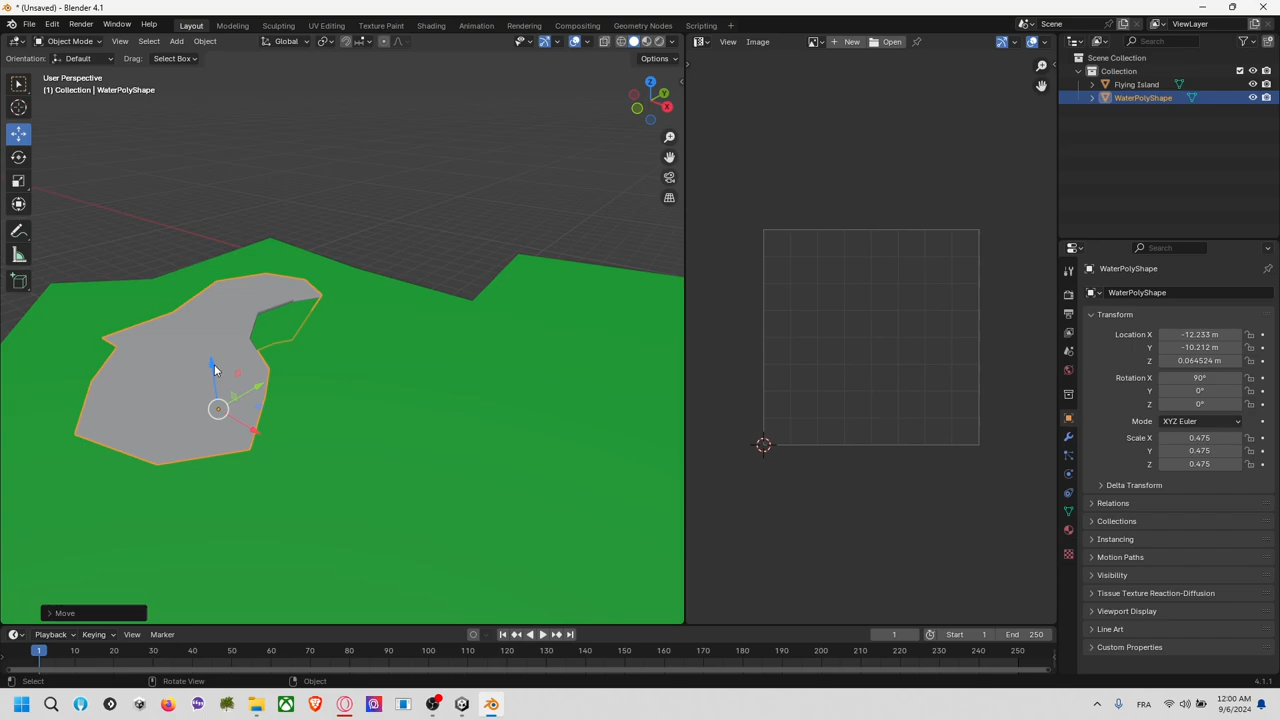 * (Unsaved) - Blender 4.1
File Edit Render Window Help Layout Modeling Sculpting UV Editing Texture Paint Shading Animation Rendering Compositing Geometry Nodes Scripting + Scene ViewLayer
Object Mode View Select Add Object Global Options
View Image + New Open Search
Orientation: Default Drag: Select Box
User Perspective
(1) Collection | WaterPolyShape
Z
Y
X
Move
Scene Collection
Collection
Flying Island
WaterPolyShape
Search
WaterPolyShape
WaterPolyShape
Transform
Location X -12.233 m
Y -10.212 m
Z 0.064524 m
Rotation X 90°
Y 0°
Z 0°
Mode XYZ Euler
Scale X 0.475
Y 0.475
Z 0.475
Delta Transform
Relations
Collections
Instancing
Motion Paths
Visibility
Tissue Texture Reaction-Diffusion
Viewport Display
Line Art
Custom Properties
Playback Keying View Marker 1 Start 1 End 250
1 10 20 30 40 50 60 70 80 90 100 110 120 130 140 150 160 170 180 190 200 210 220 230 240 250
Select Rotate View Object 4.1.1
FRA 12:00 AM
9/6/2024